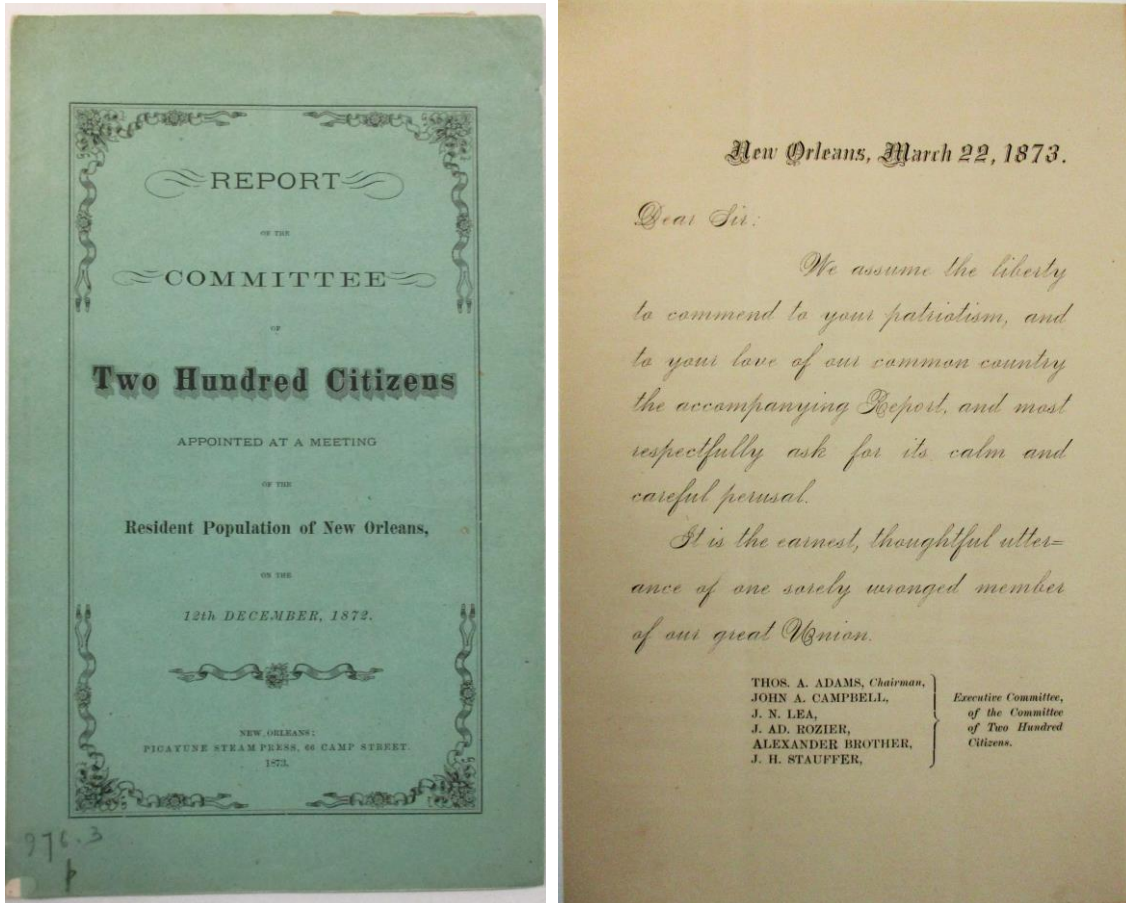 REPORT
OF THE
COMMITTEE
OF
Two Hundred Citizens
APPOINTED AT A MEETING
OF THE
Resident Population of New Orleans,
ON THE
12th DECEMBER, 1872.
NEW ORLEANS:
PICAYUNE STEAM PRESS, 66 CAMP STREET.
1873.
976.3
p
New Orleans, March 22, 1873.
Dear Sir:
We assume the liberty
to commend to your patriotism, and
to your love of our common country
the accompanying Report, and most
respectfully ask for its calm and
careful perusal.
It is the earnest, thoughtful utter=
ance of one sorely wronged member
of our great Union.
THOS. A. ADAMS, Chairman,
JOHN A. CAMPBELL,
J. N. LEA,
J. AD. ROZIER,
ALEXANDER BROTHER,
J. H. STAUFFER,
Executive Committee,
of the Committee
of Two Hundred
Citizens.